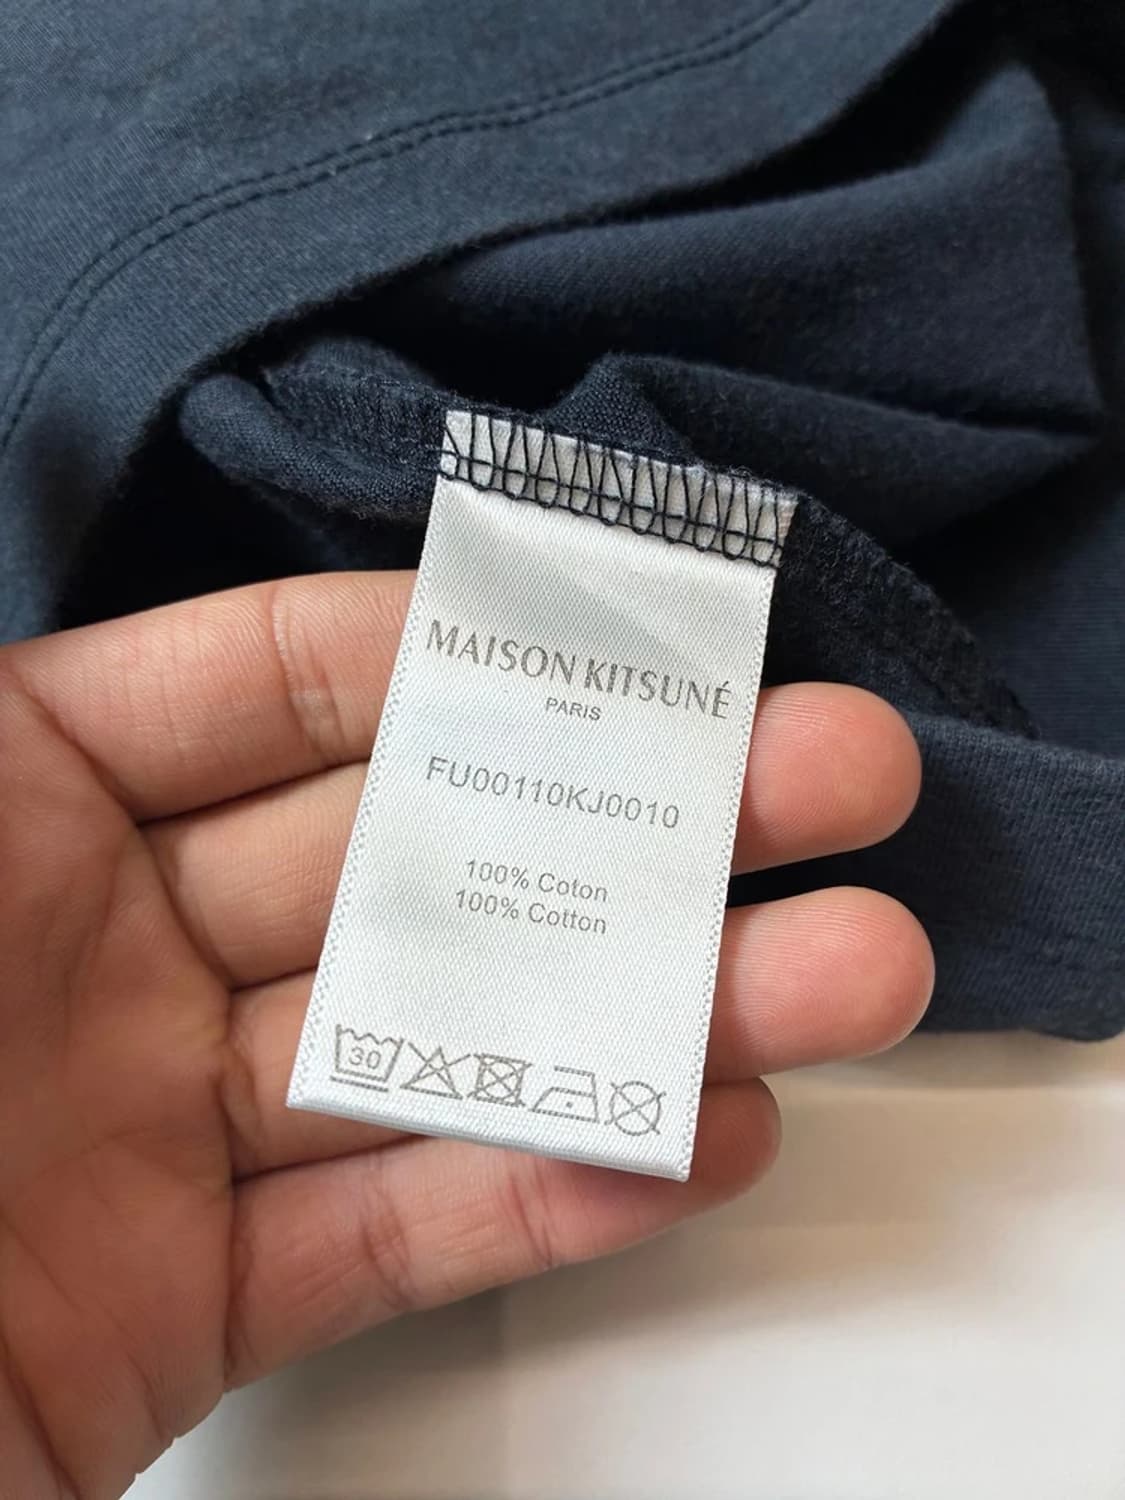 MAISON KITSUNÉ
PARIS
FU00110KJ0010
100% Coton
100% Cotton
30